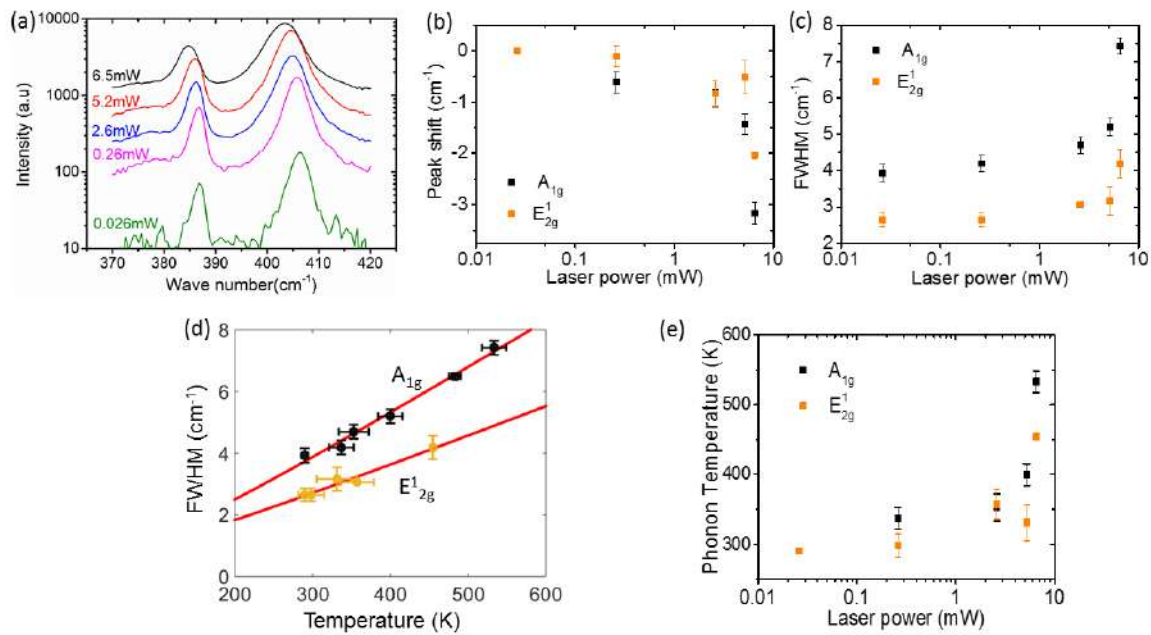 (a)
10000
1000
100
10
Intensity (a.u)
6.5mW
5.2mW
2.6mW
0.26mW
0.026mW
370 380 390 400 410 420
Wave number(cm-1)
(b)
0
-1
-2
-3
Peak shift (cm-1)
A1g
E12g
0.01 0.1 1 10
Laser power (mW)
(c)
8
7
6
5
4
3
2
FWHM (cm-1)
A1g
E12g
0.01 0.1 1 10
Laser power (mW)
(d)
8
6
4
2
0
FWHM (cm-1)
A1g
E12g
200 300 400 500 600
Temperature (K)
(e)
600
500
400
300
Phonon Temperature (K)
A1g
E12g
0.01 0.1 1 10
Laser power (mW)